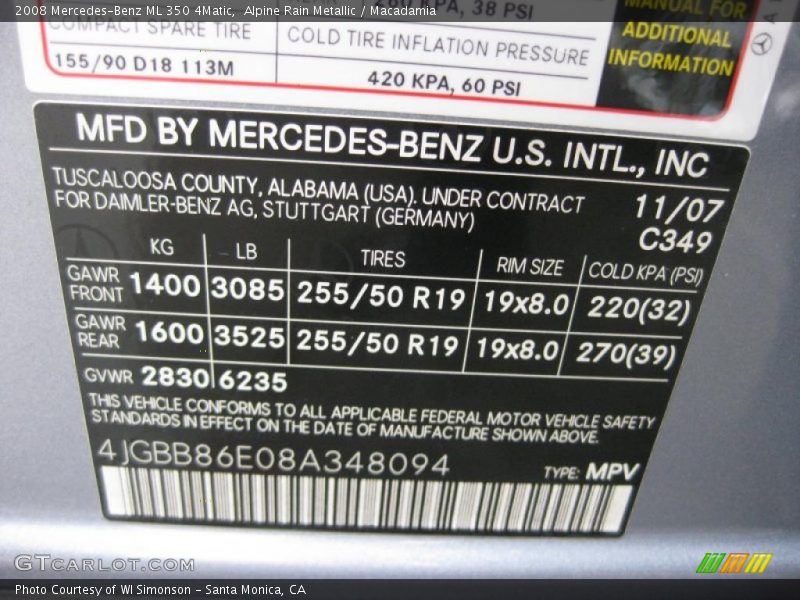 2008 Mercedes-Benz ML 350 4Matic,  Alpine Rain Metallic / Macadamia
KPA, 38 PSI
MANUAL FOR
COMPACT SPARE TIRE
COLD TIRE INFLATION PRESSURE
ADDITIONAL
155/90 D18 113M
420 KPA, 60 PSI
INFORMATION
MFD BY MERCEDES-BENZ U.S. INTL., INC
TUSCALOOSA COUNTY, ALABAMA (USA). UNDER CONTRACT
FOR DAIMLER-BENZ AG, STUTTGART (GERMANY)
11/07
C349
KG LB TIRES RIM SIZE COLD KPA (PSI)
GAWR
FRONT 1400 3085 255/50 R19 19x8.0 220(32)
GAWR
REAR 1600 3525 255/50 R19 19x8.0 270(39)
GVWR 2830 6235
THIS VEHICLE CONFORMS TO ALL APPLICABLE FEDERAL MOTOR VEHICLE SAFETY
STANDARDS IN EFFECT ON THE DATE OF MANUFACTURE SHOWN ABOVE.
4JGBB86E08A348094
TYPE: MPV
GTCARLOT.COM
Photo Courtesy of WI Simonson - Santa Monica, CA